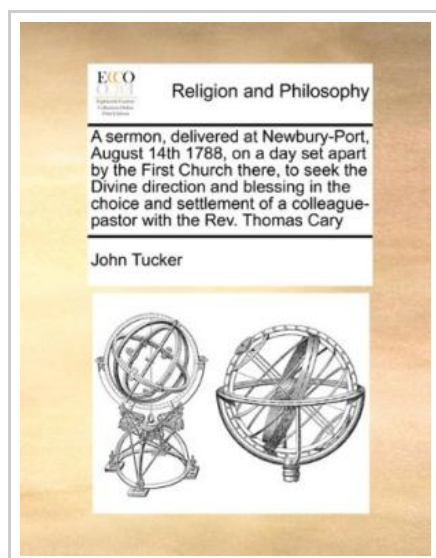 ECCO
Religion and Philosophy
A sermon, delivered at Newbury-Port,
August 14th 1788, on a day set apart
by the First Church there, to seek the
Divine direction and blessing in the
choice and settlement of a colleague-
pastor with the Rev. Thomas Cary
John Tucker